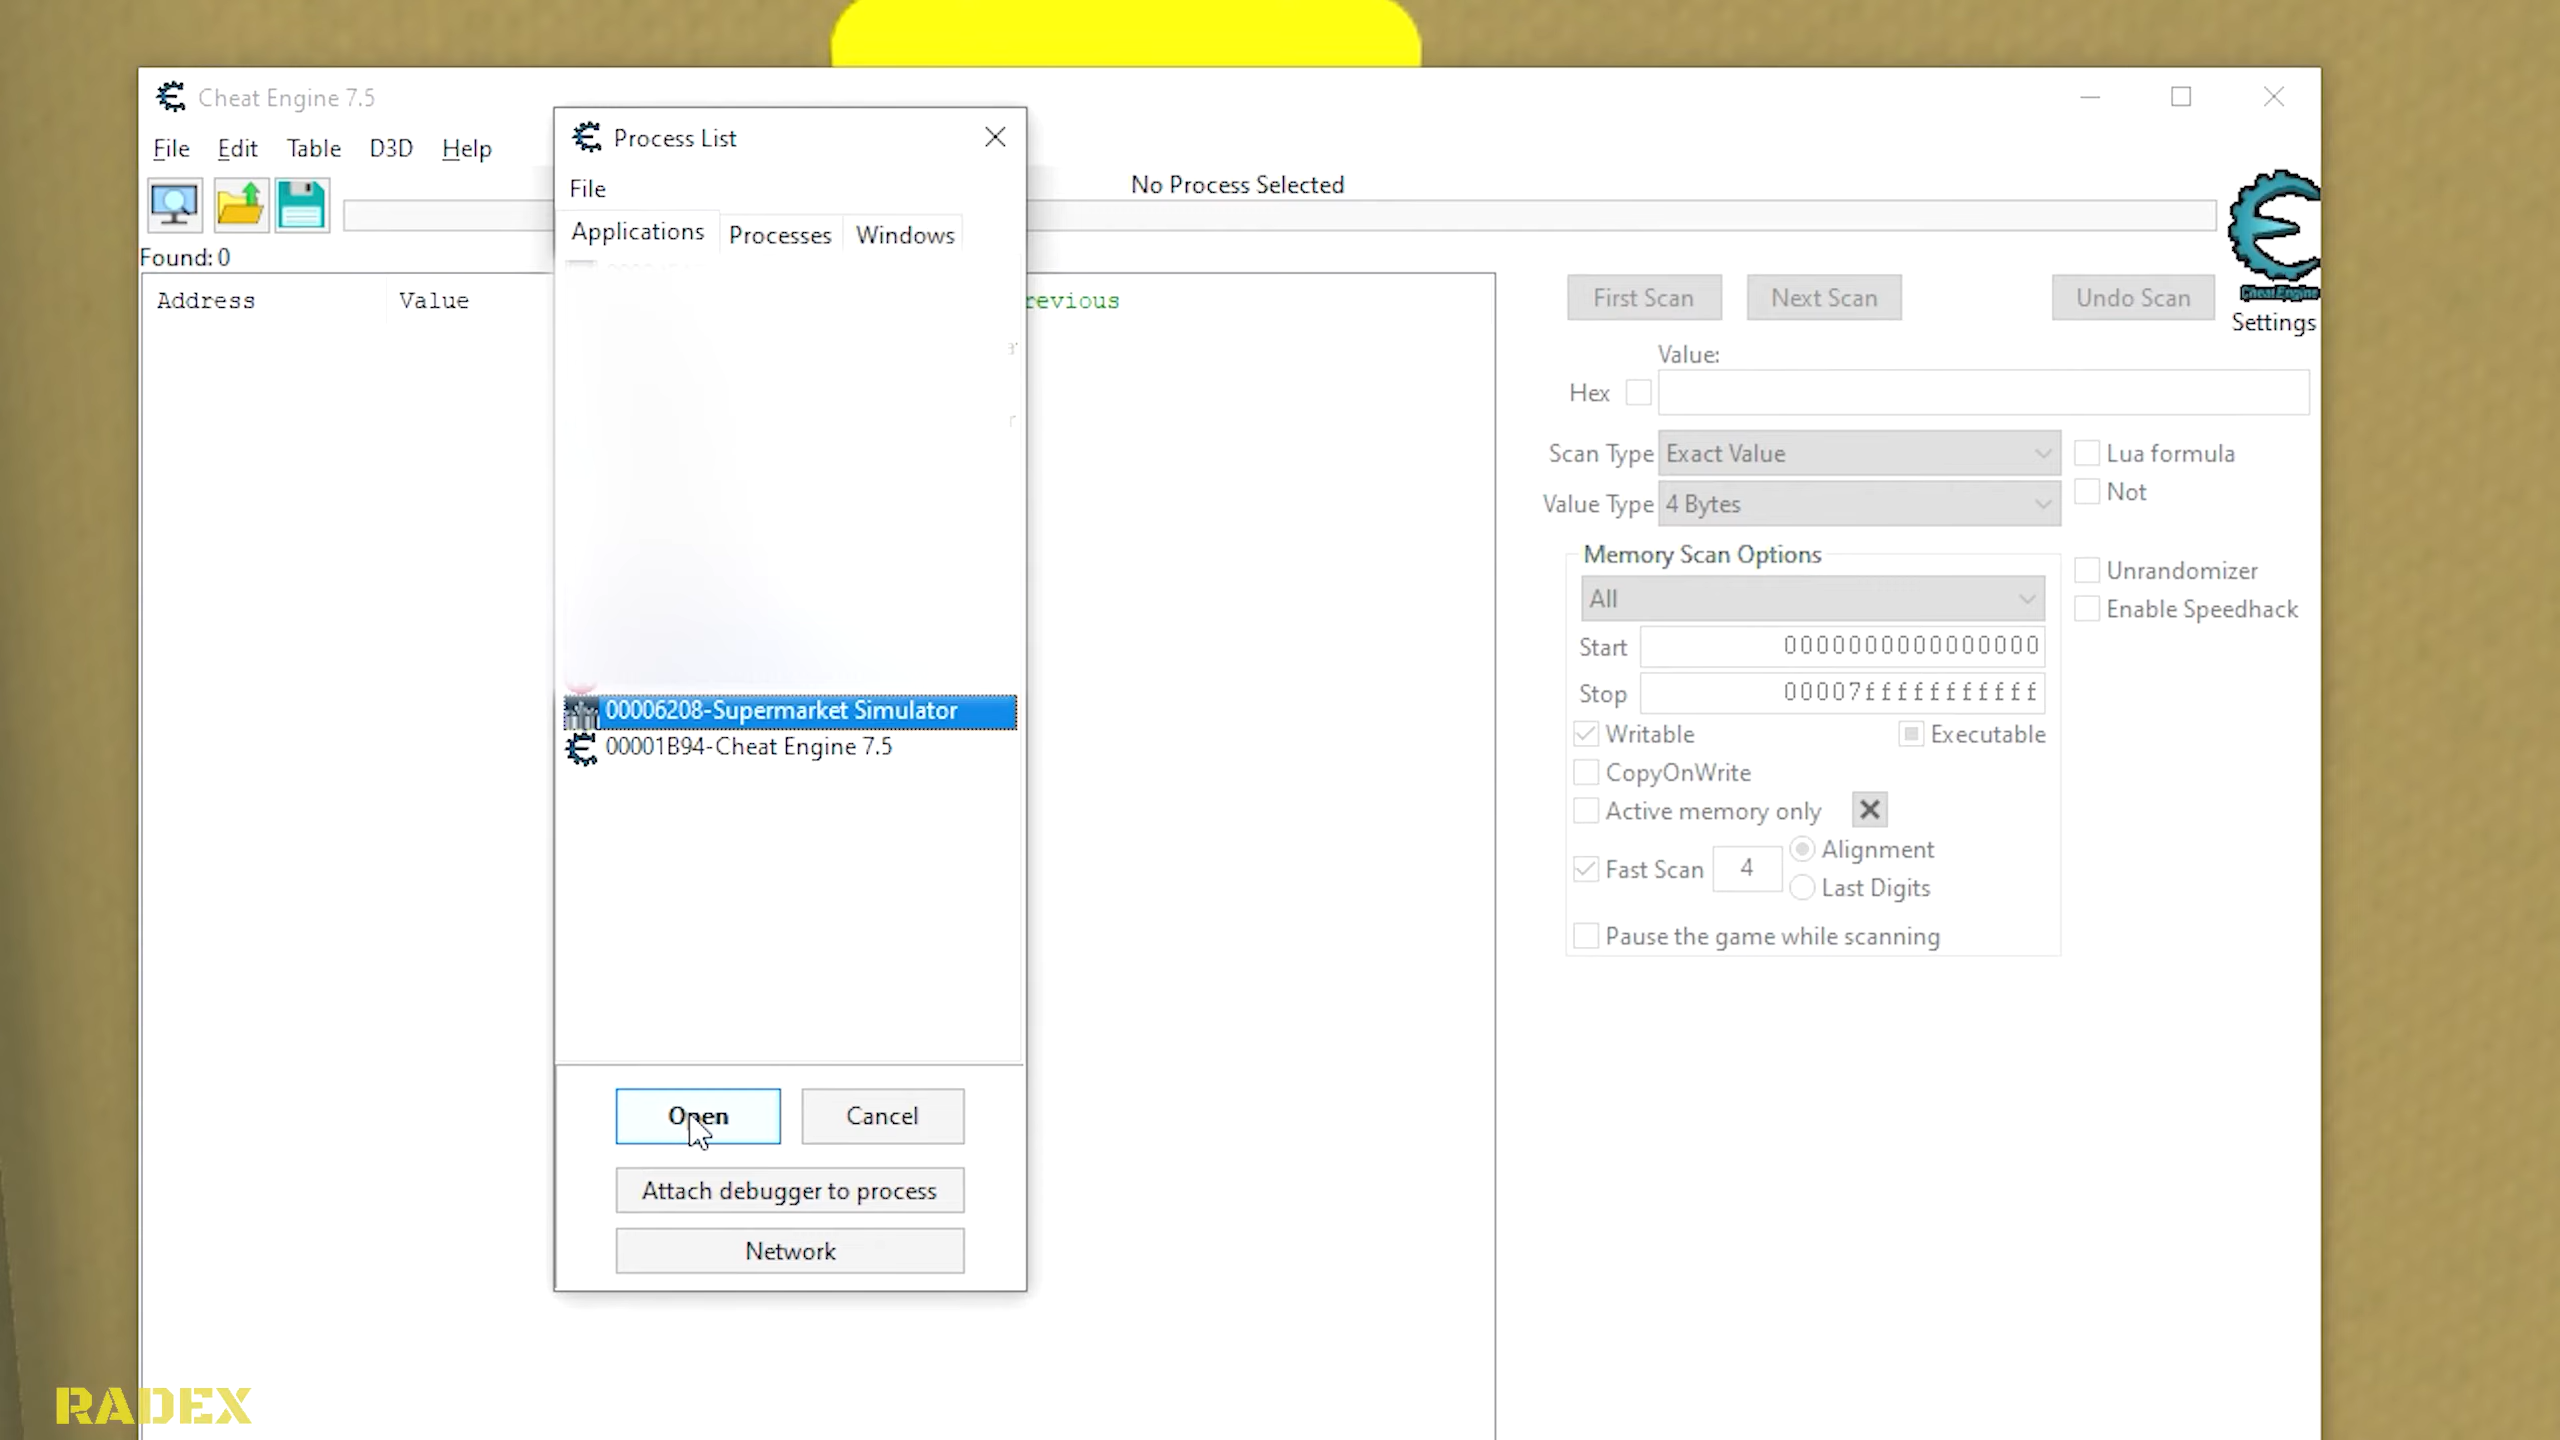 Cheat Engine 7.5
File Edit Table D3D Help
Process List
File
Applications Processes Windows
No Process Selected
Found: 0
Address Value
revious
First Scan Next Scan Undo Scan
Cheat Engine
Settings
Value:
Hex
Scan Type Exact Value
Lua formula
Value Type 4 Bytes
Not
Memory Scan Options
All
Unrandomizer
Enable Speedhack
Start 0000000000000000
Stop 00007fffffffffff
Writable Executable
CopyOnWrite
Active memory only
Fast Scan 4
Alignment
Last Digits
Pause the game while scanning
00006208-Supermarket Simulator
00001B94-Cheat Engine 7.5
Open Cancel
Attach debugger to process
Network
RADEX